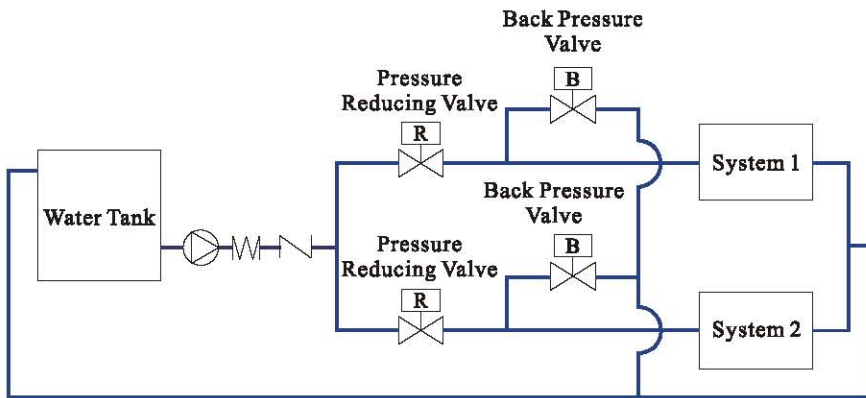 Back Pressure
Valve
B
Pressure
Reducing Valve
R
System 1
Water Tank
Back Pressure
Valve
B
Pressure
Reducing Valve
R
System 2